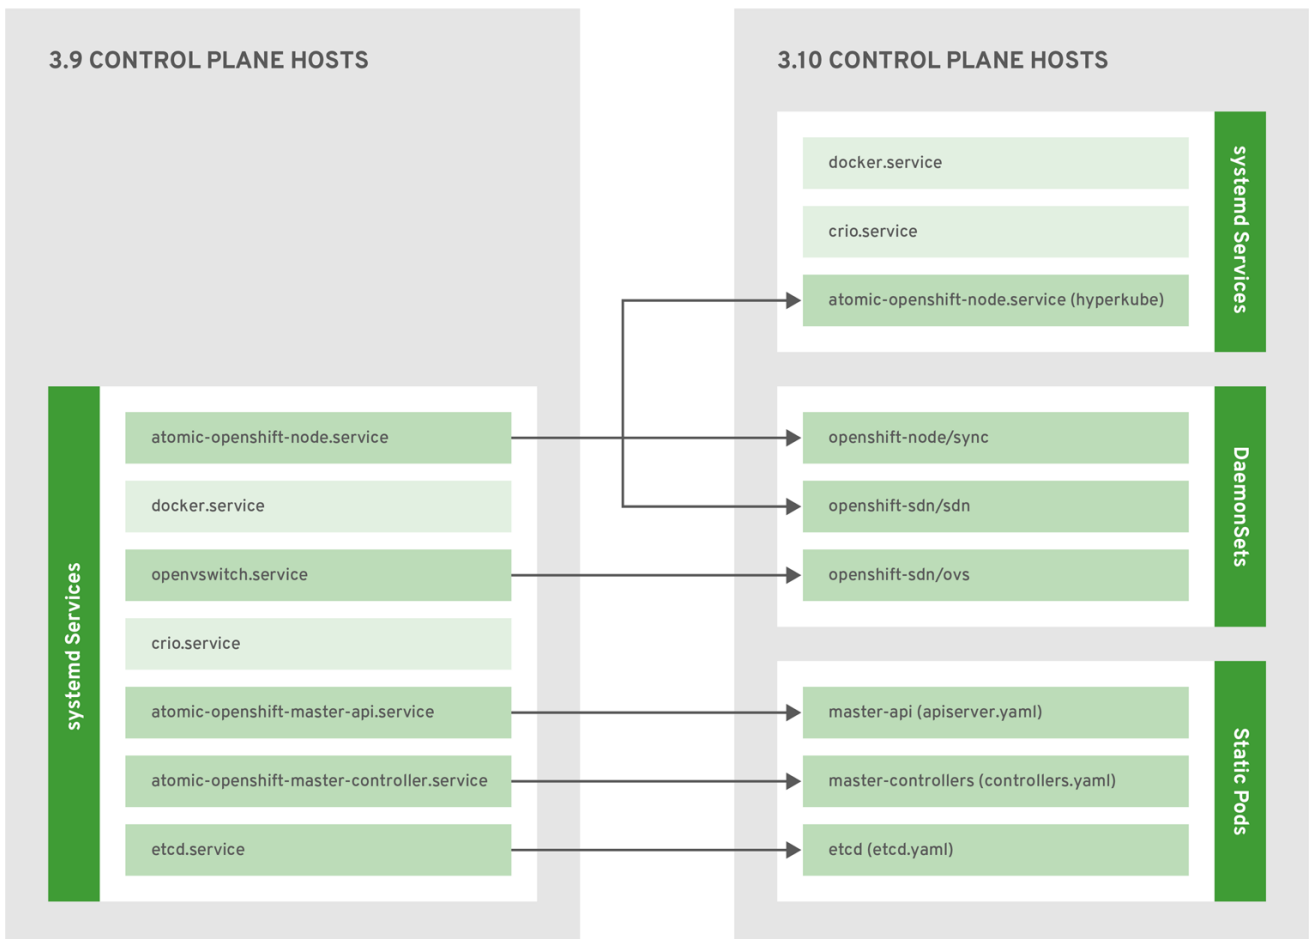 3.9 CONTROL PLANE HOSTS
systemd Services
atomic-openshift-node.service
docker.service
openvswitch.service
crio.service
atomic-openshift-master-api.service
atomic-openshift-master-controller.service
etcd.service
3.10 CONTROL PLANE HOSTS
docker.service
crio.service
atomic-openshift-node.service (hyperkube)
systemd Services
openshift-node/sync
openshift-sdn/sdn
openshift-sdn/ovs
DaemonSets
master-api (apiserver.yaml)
master-controllers (controllers.yaml)
etcd (etcd.yaml)
Static Pods